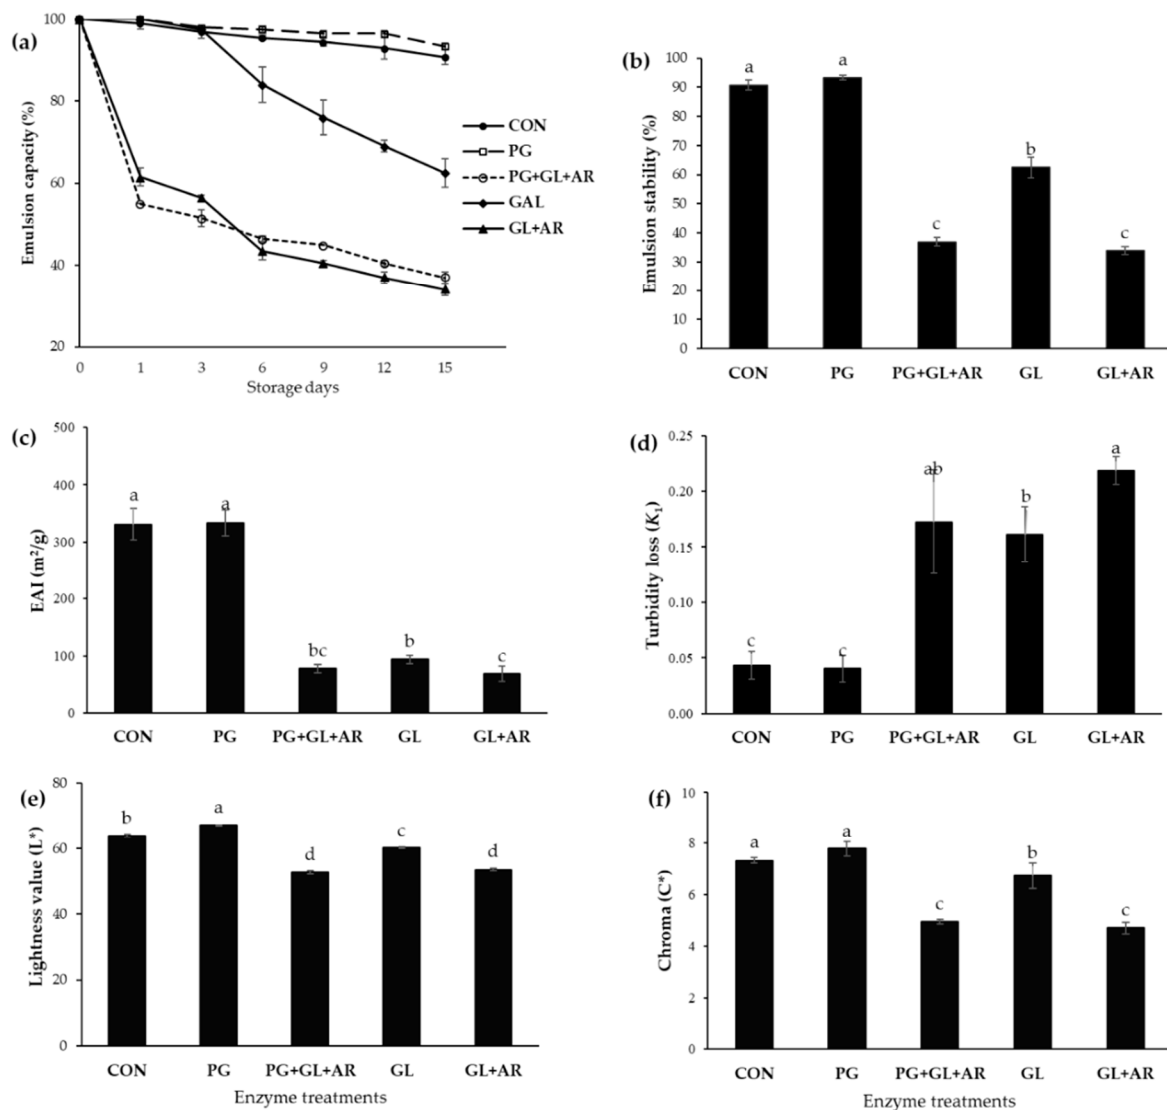 (a)
Emulsion capacity (%)
100
80
60
40
20
0 1 3 6 9 12 15
Storage days
CON
PG
PG+GL+AR
GAL
GL+AR
(b)
Emulsion stability (%)
100
90
80
70
60
50
40
30
20
10
0
a a c b c
CON PG PG+GL+AR GL GL+AR
(c)
EAI (m²/g)
500
400
300
200
100
0
a a bc b c
CON PG PG+GL+AR GL GL+AR
(d)
Turbidity loss (K₁)
0.25
0.20
0.15
0.10
0.05
0.00
c c ab b a
CON PG PG+GL+AR GL GL+AR
(e)
Lightness value (L*)
80
60
40
20
0
b a d c d
CON PG PG+GL+AR GL GL+AR
Enzyme treatments
(f)
Chroma (C*)
10
8
6
4
2
0
a a c b c
CON PG PG+GL+AR GL GL+AR
Enzyme treatments